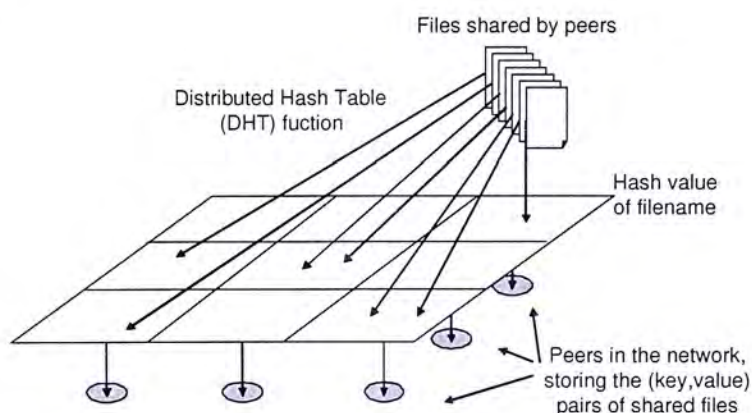 Files shared by peers
Distributed Hash Table
(DHT) fuction
Hash value
of filename
Peers in the network,
storing the (key,value)
pairs of shared files